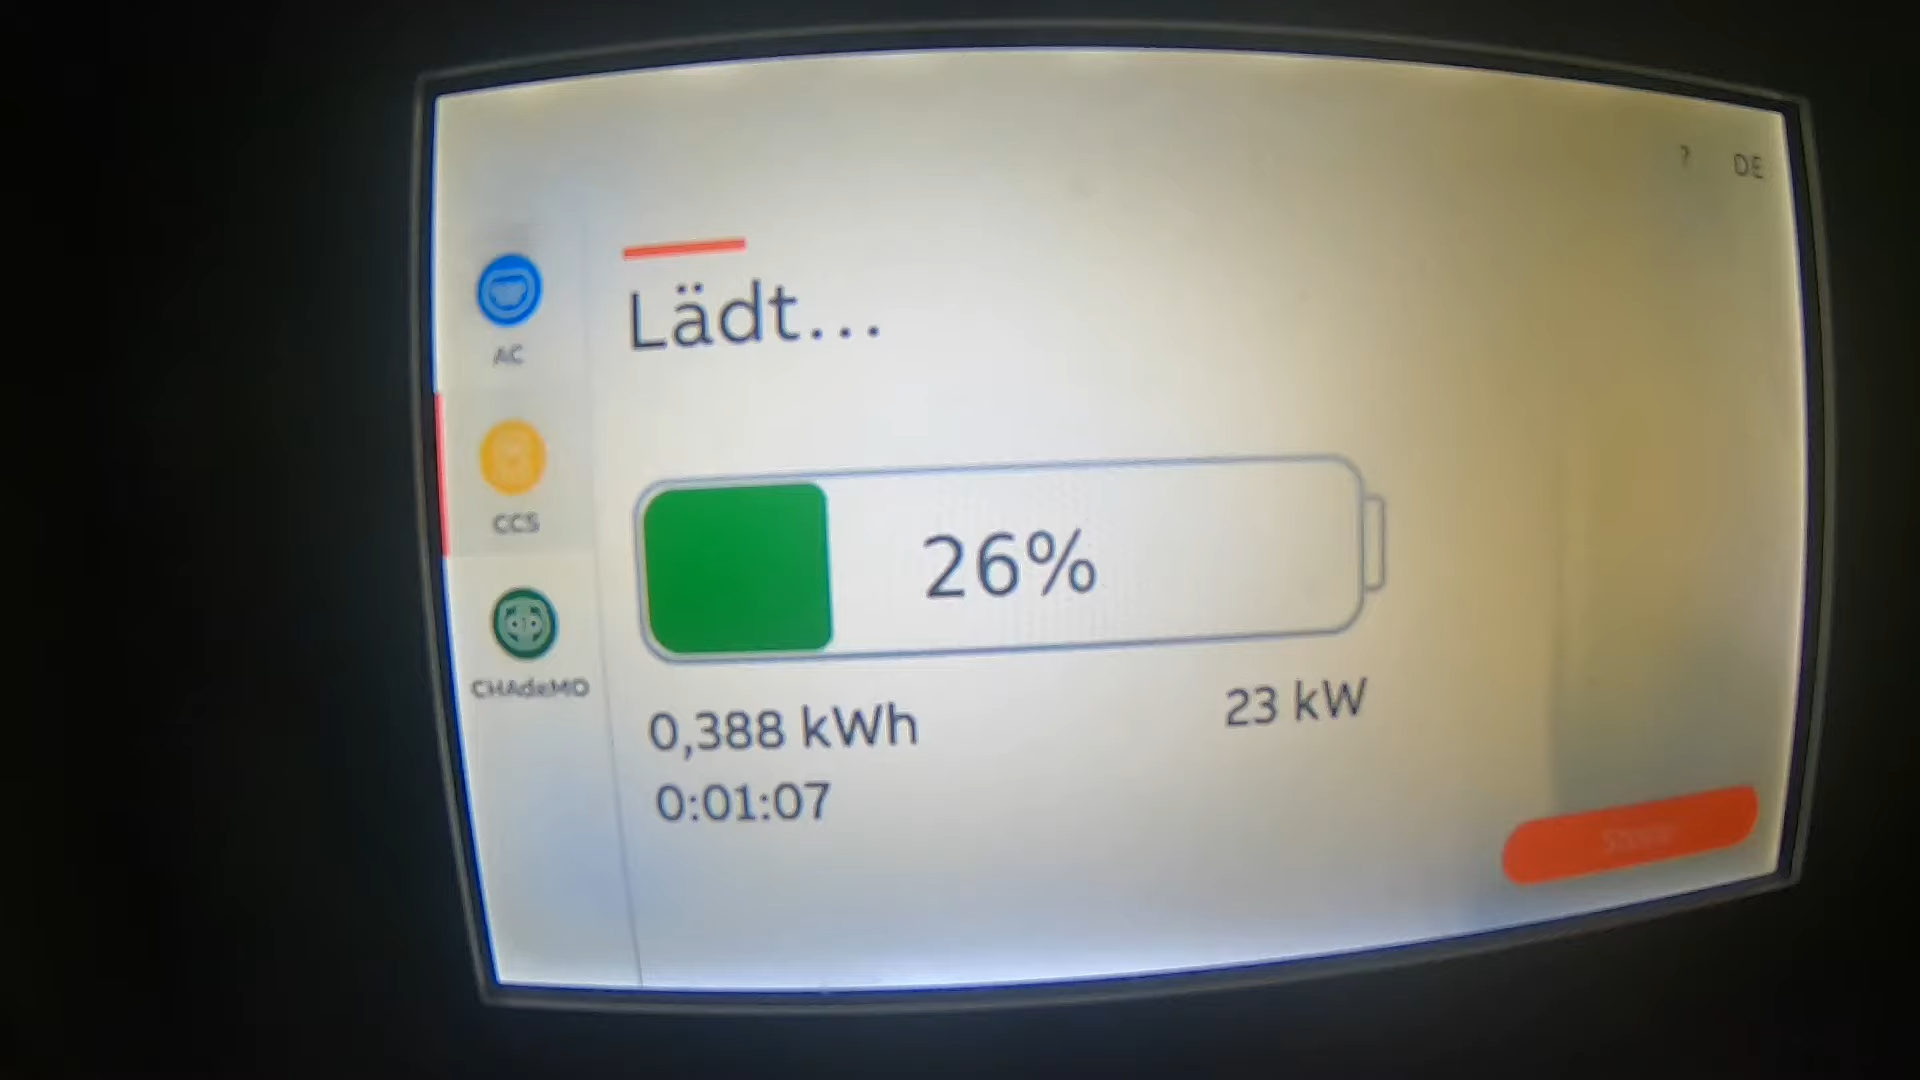 ? DE
AC
CCS
CHAdeMO
Lädt...
26%
0,388 kWh
23 kW
0:01:07